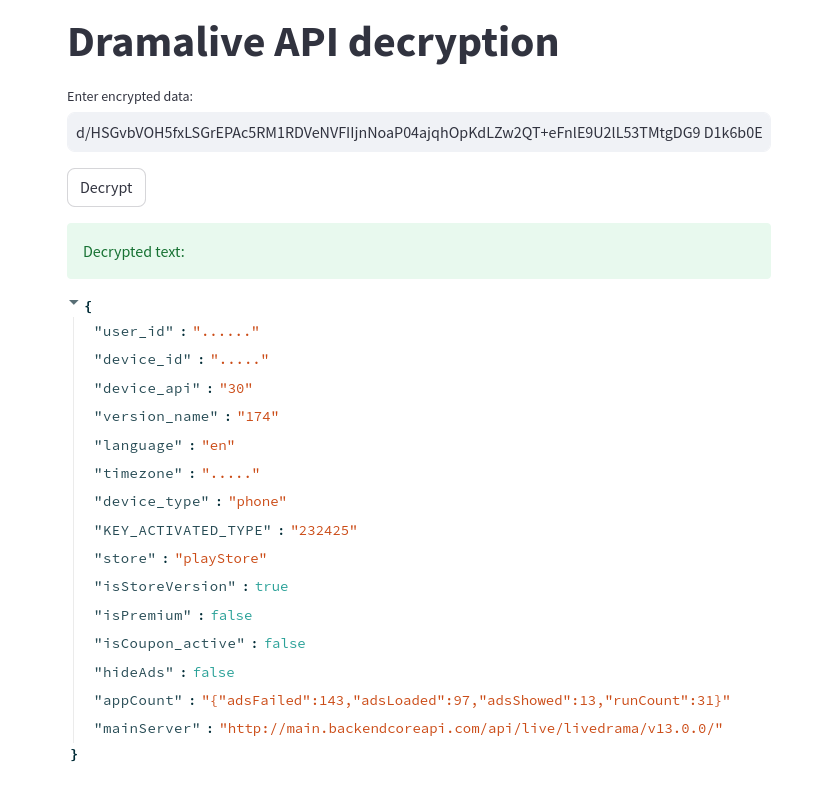 Dramalive API decryption
Enter encrypted data:
d/HSGvbVOH5fxLSGrEPAc5RM1RDVeNVFIIjnNoaP04ajqhOpKdLZw2QT+eFnlE9U2lL53TMtgDG9 D1k6b0E
Decrypt
Decrypted text:
{
"user_id" : "......"
"device_id" : "....."
"device_api" : "30"
"version_name" : "174"
"language" : "en"
"timezone" : "....."
"device_type" : "phone"
"KEY_ACTIVATED_TYPE" : "232425"
"store" : "playStore"
"isStoreVersion" : true
"isPremium" : false
"isCoupon_active" : false
"hideAds" : false
"appCount" : "{"adsFailed":143,"adsLoaded":97,"adsShowed":13,"runCount":31}"
"mainServer" : "http://main.backendcoreapi.com/api/live/livedrama/v13.0.0/"
}